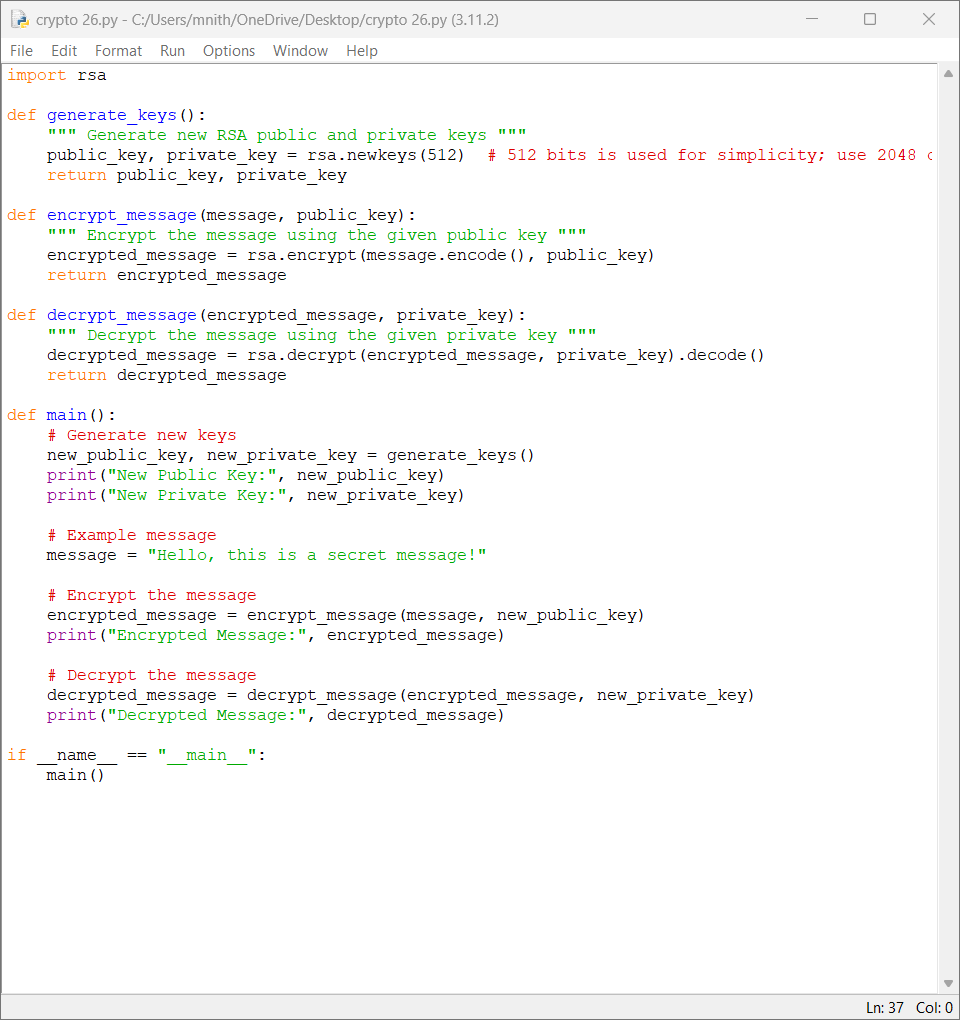 crypto 26.py - C:/Users/mnith/OneDrive/Desktop/crypto 26.py (3.11.2)
File Edit Format Run Options Window Help
import rsa

def generate_keys():
    """ Generate new RSA public and private keys """
    public_key, private_key = rsa.newkeys(512)  # 512 bits is used for simplicity; use 2048
    return public_key, private_key

def encrypt_message(message, public_key):
    """ Encrypt the message using the given public key """
    encrypted_message = rsa.encrypt(message.encode(), public_key)
    return encrypted_message

def decrypt_message(encrypted_message, private_key):
    """ Decrypt the message using the given private key """
    decrypted_message = rsa.decrypt(encrypted_message, private_key).decode()
    return decrypted_message

def main():
    # Generate new keys
    new_public_key, new_private_key = generate_keys()
    print("New Public Key:", new_public_key)
    print("New Private Key:", new_private_key)

    # Example message
    message = "Hello, this is a secret message!"

    # Encrypt the message
    encrypted_message = encrypt_message(message, new_public_key)
    print("Encrypted Message:", encrypted_message)

    # Decrypt the message
    decrypted_message = decrypt_message(encrypted_message, new_private_key)
    print("Decrypted Message:", decrypted_message)

if __name__ == "__main__":
    main()
Ln: 37 Col: 0